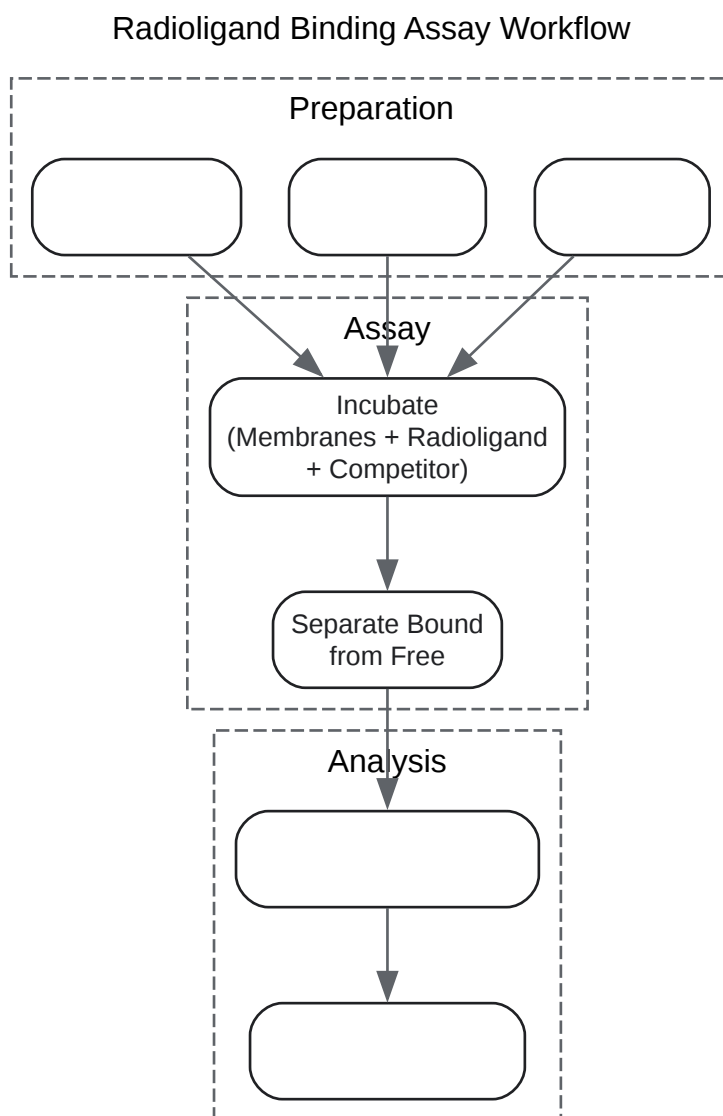 Radioligand Binding Assay Workflow
Preparation
Assay
Incubate
(Membranes + Radioligand
+ Competitor)
Separate Bound
from Free
Analysis